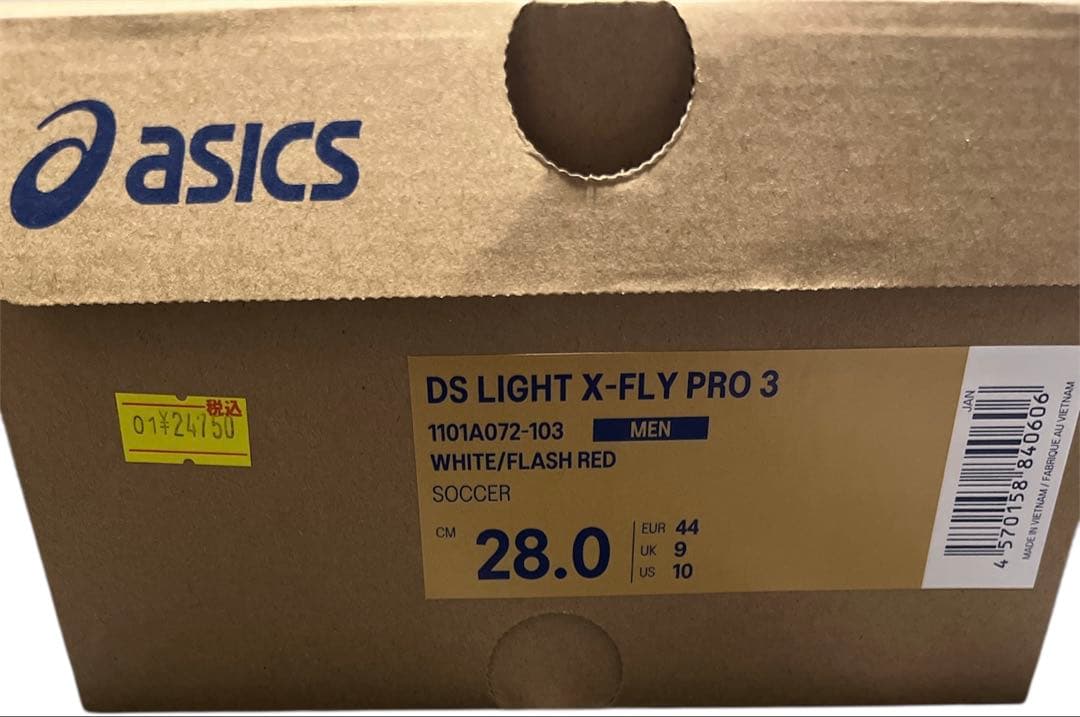 asics
税込
01¥24750
DS LIGHT X-FLY PRO 3
1101A072-103 MEN
WHITE/FLASH RED
SOCCER
CM 28.0
EUR 44
UK 9
US 10
JAN
4 570158 840606
MADE IN VIETNAM / FABRIQUE AU VIETNAM